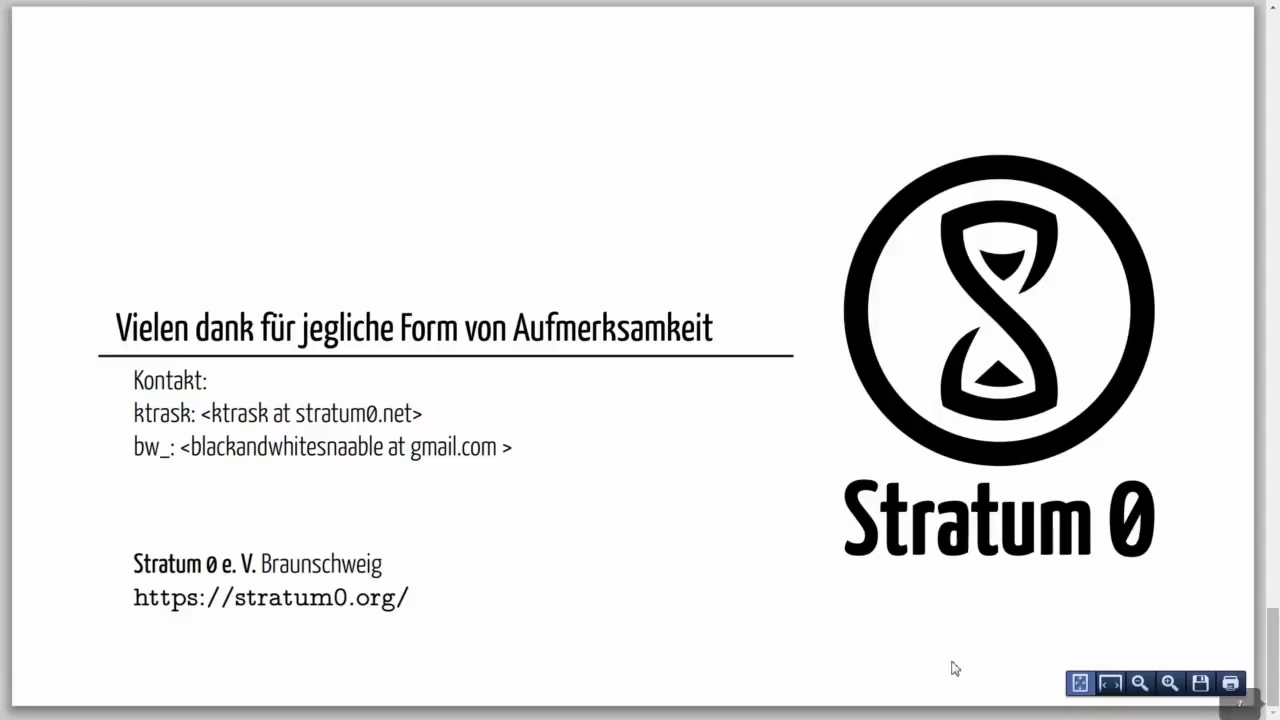 Vielen dank für jegliche Form von Aufmerksamkeit
Kontakt:
ktrask: <ktrask at stratum0.net>
bw_: <blackandwhitesnaable at gmail.com >
Stratum 0 e. V. Braunschweig
https://stratum0.org/
Stratum 0